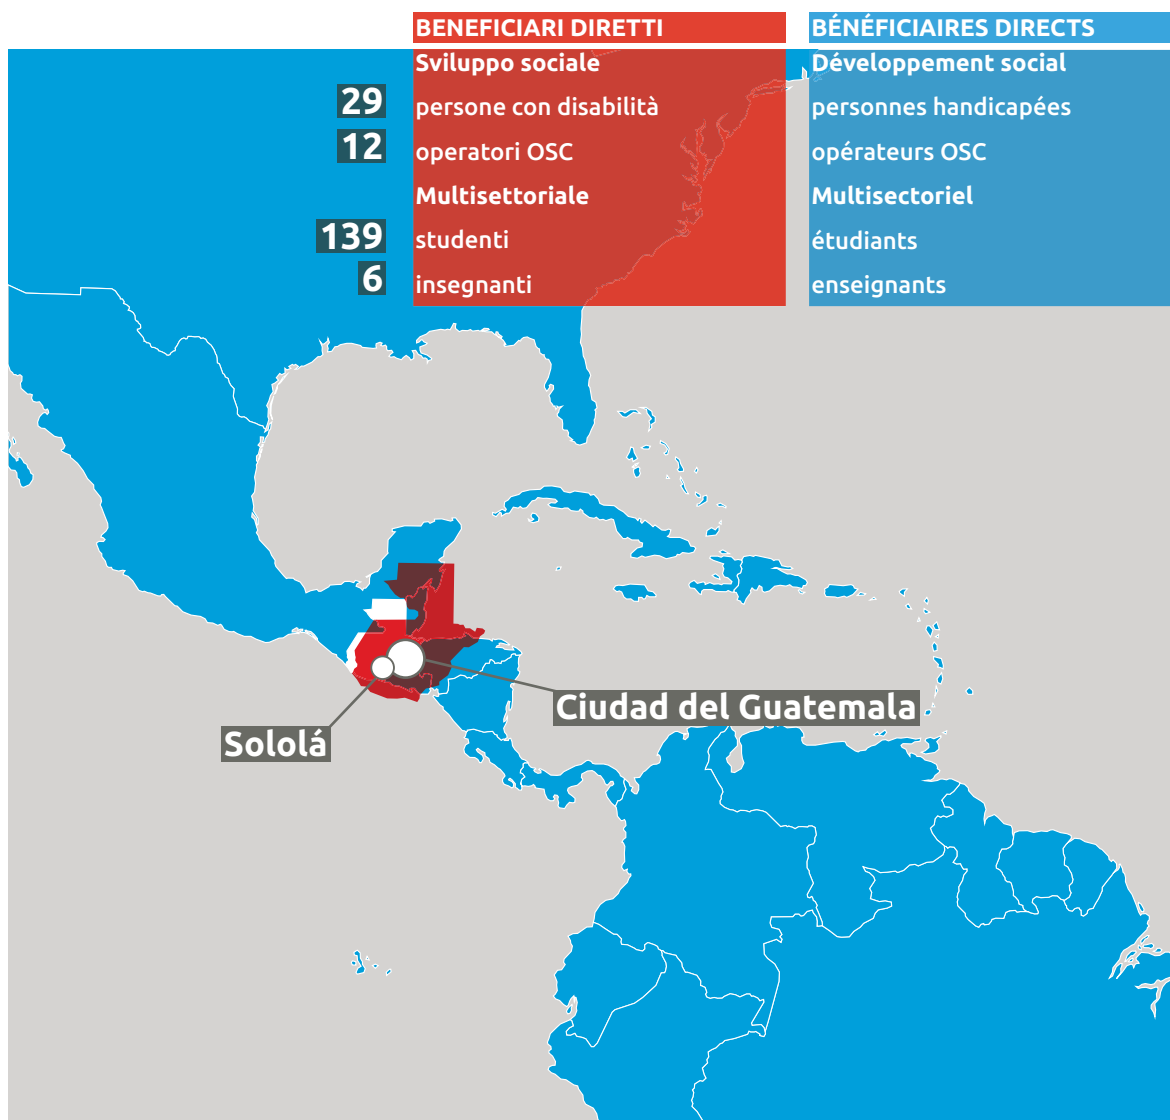 BENEFICIARI DIRETTI BÉNÉFICIAIRES DIRECTS
Sviluppo sociale Développement social
29 persone con disabilità personnes handicapées
12 operatori OSC opérateurs OSC
Multisettoriale Multisectoriel
139 studenti étudiants
6 insegnanti enseignants
Ciudad del Guatemala
Sololá